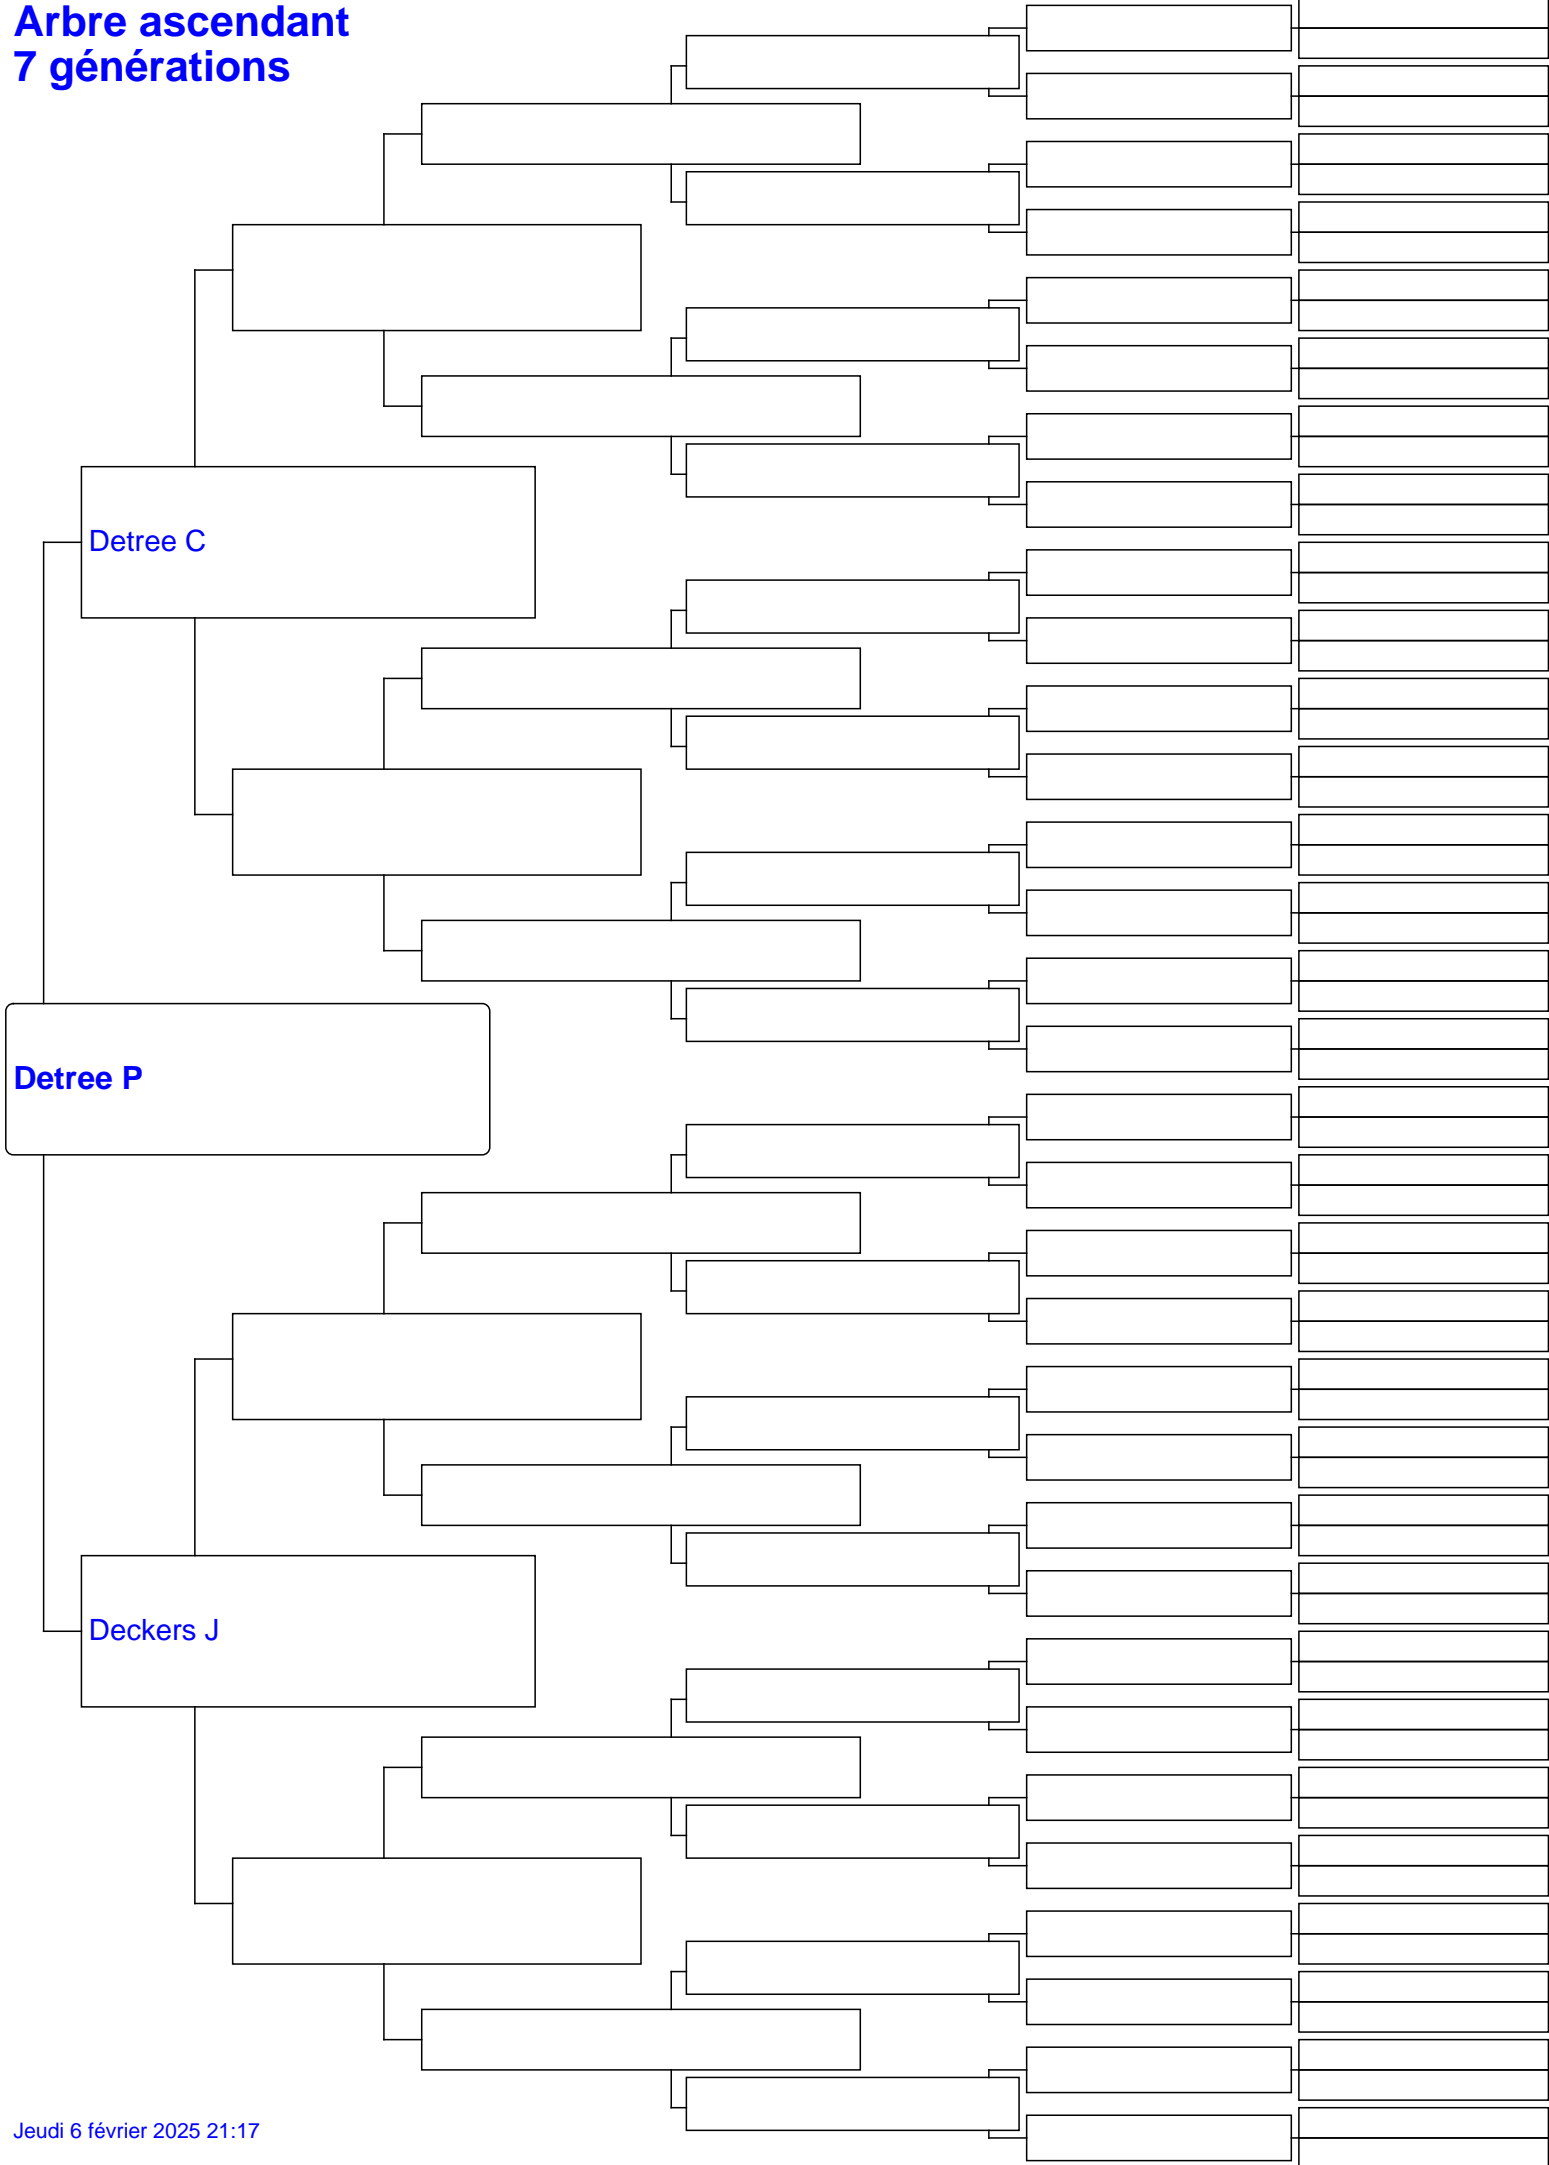 Arbre ascendant
7 générations
Detree C
Detree P
Deckers J
Jeudi 6 février 2025 21:17